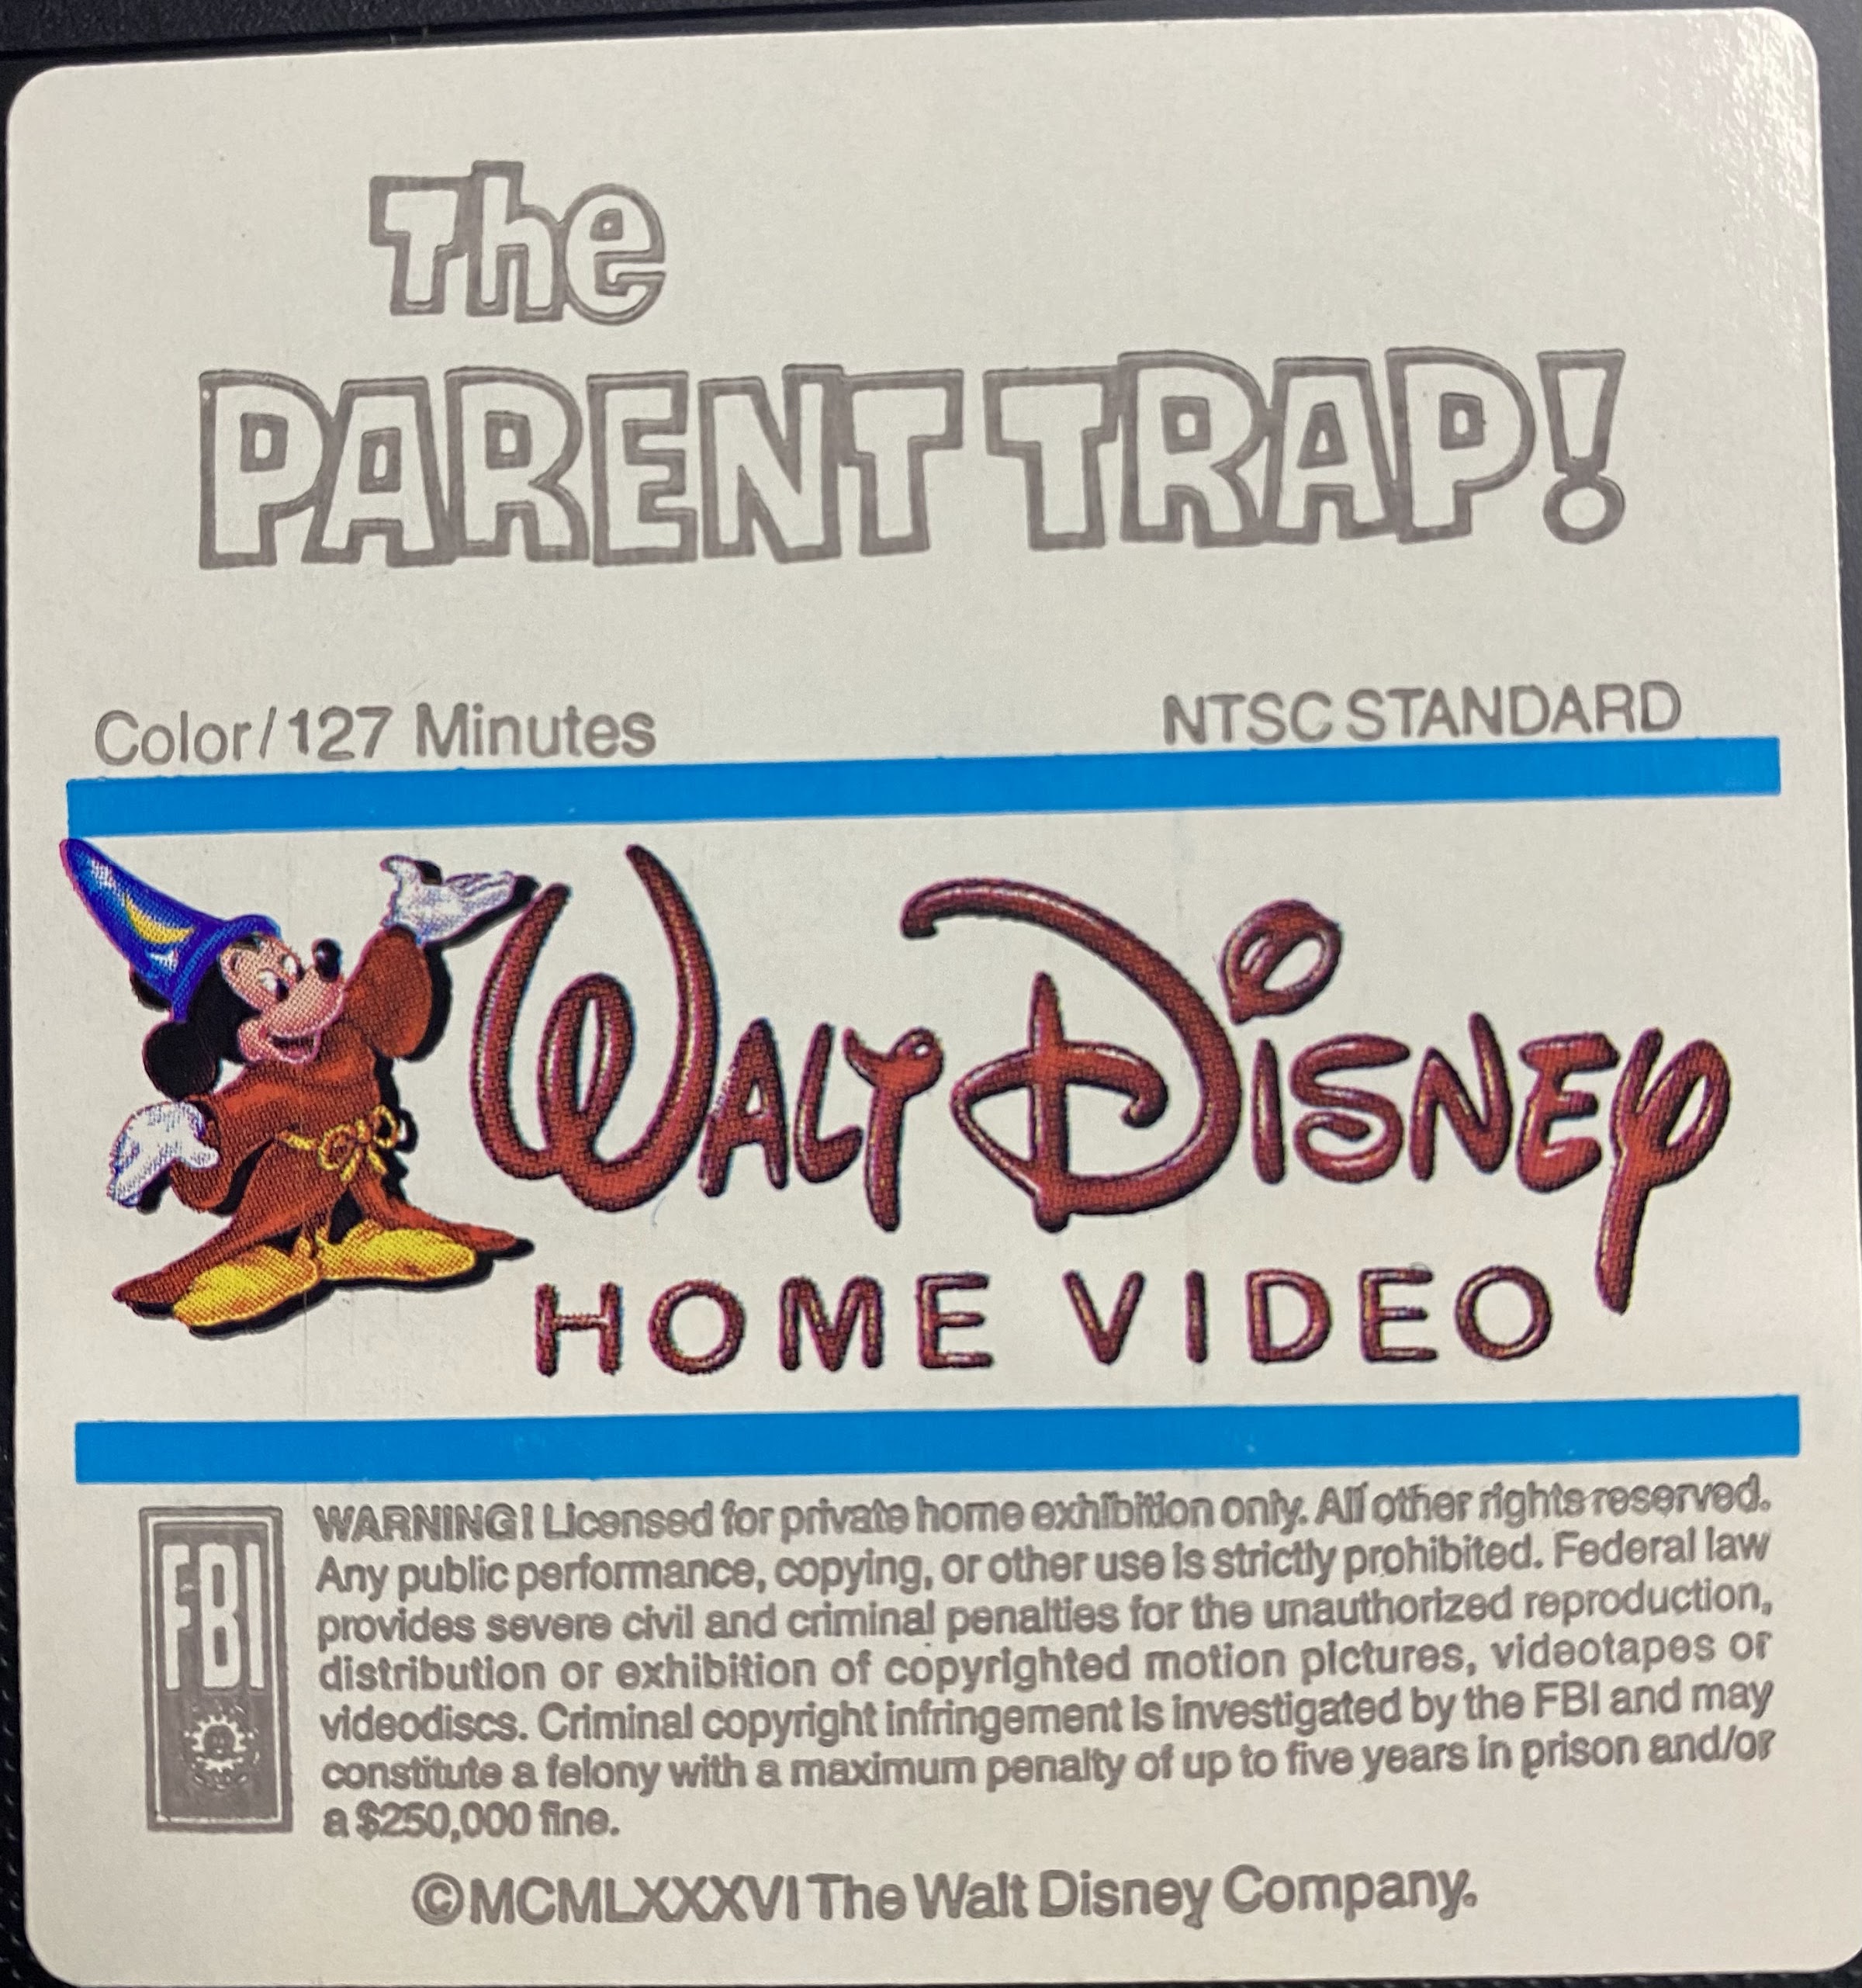 The
PARENT TRAP!
Color/127 Minutes NTSC STANDARD
WALT DISNEY
HOME VIDEO
FBI
WARNING! Licensed for private home exhibition only. All other rights reserved.
Any public performance, copying, or other use is strictly prohibited. Federal law
provides severe civil and criminal penalties for the unauthorized reproduction,
distribution or exhibition of copyrighted motion pictures, videotapes or
videodiscs. Criminal copyright infringement is investigated by the FBI and may
constitute a felony with a maximum penalty of up to five years in prison and/or
a $250,000 fine.
©MCMLXXXVI The Walt Disney Company.